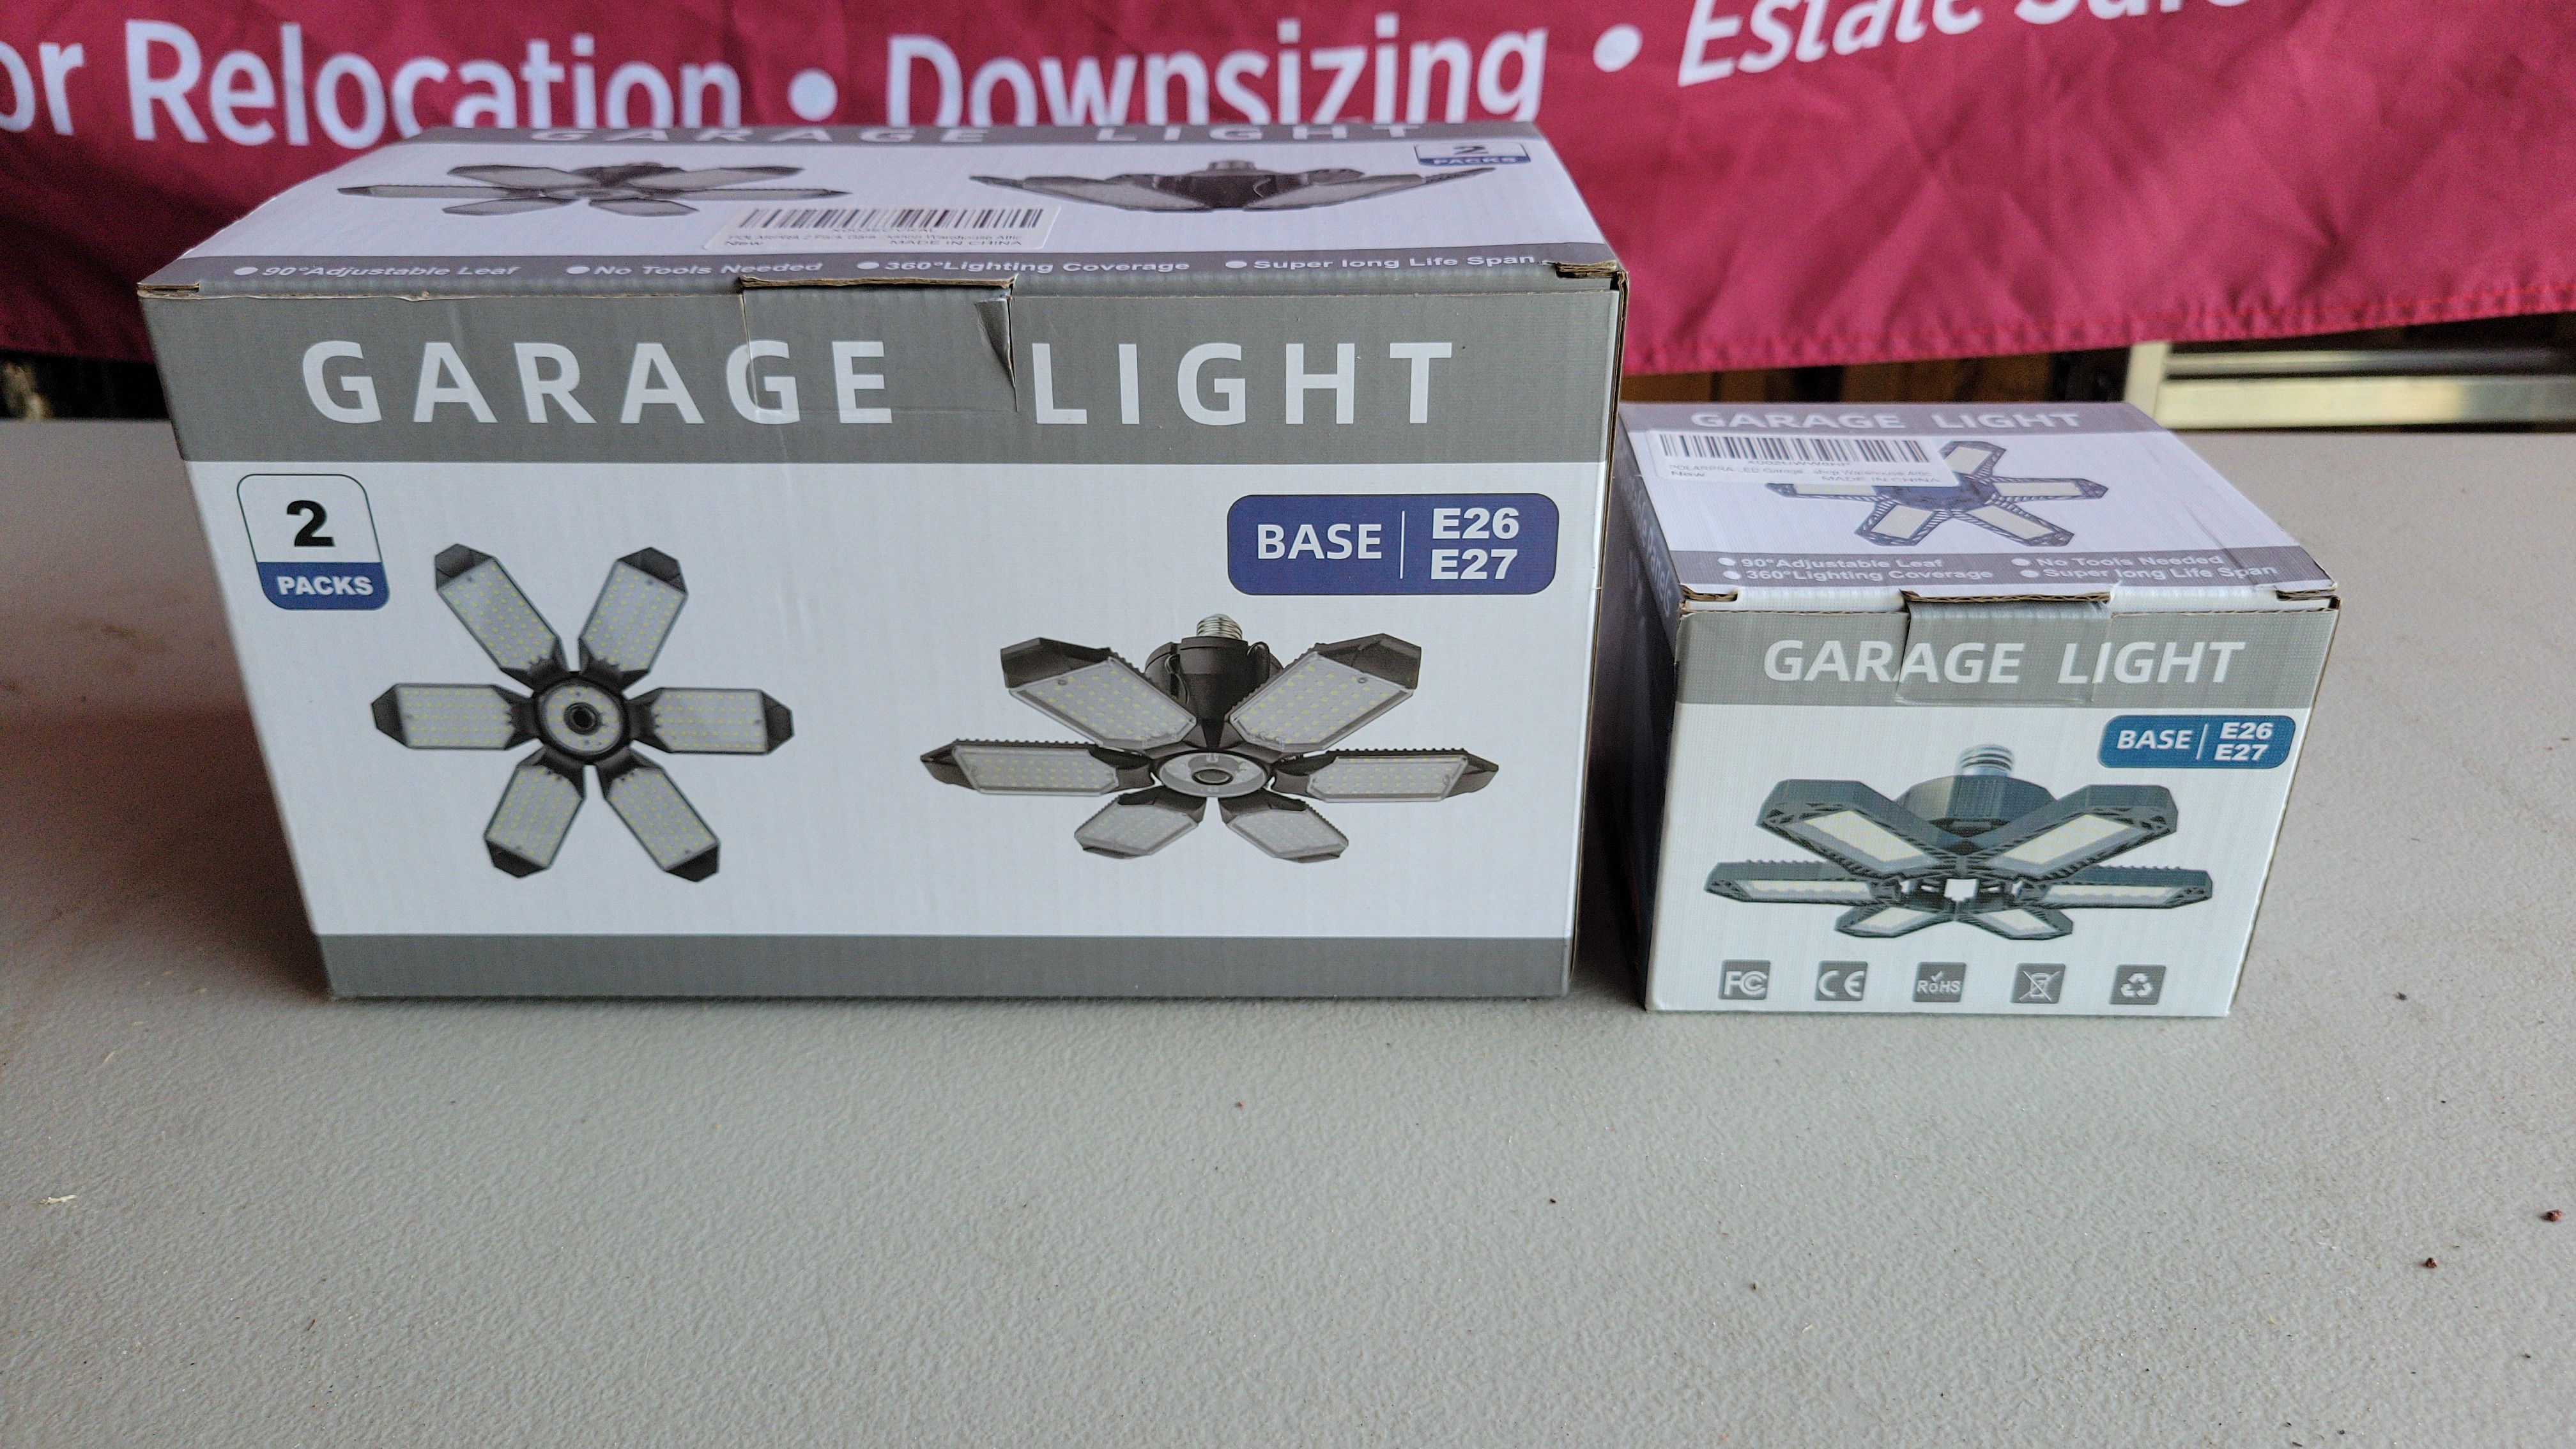 or Relocation • Downsizing • Estate Sale
GARAGE LIGHT
2
PACKS
New
MADE IN CHINA
●90°Adjustable Leaf ●No Tools Needed ●360°Lighting Coverage ●Super long Life Span
GARAGE LIGHT
2
PACKS
BASE E26
E27
GARAGE LIGHT
New
MADE IN CHINA
●90°Adjustable Leaf ●No Tools Needed
●360°Lighting Coverage ●Super long Life Span
GARAGE LIGHT
BASE E26
E27
FC CE RoHS